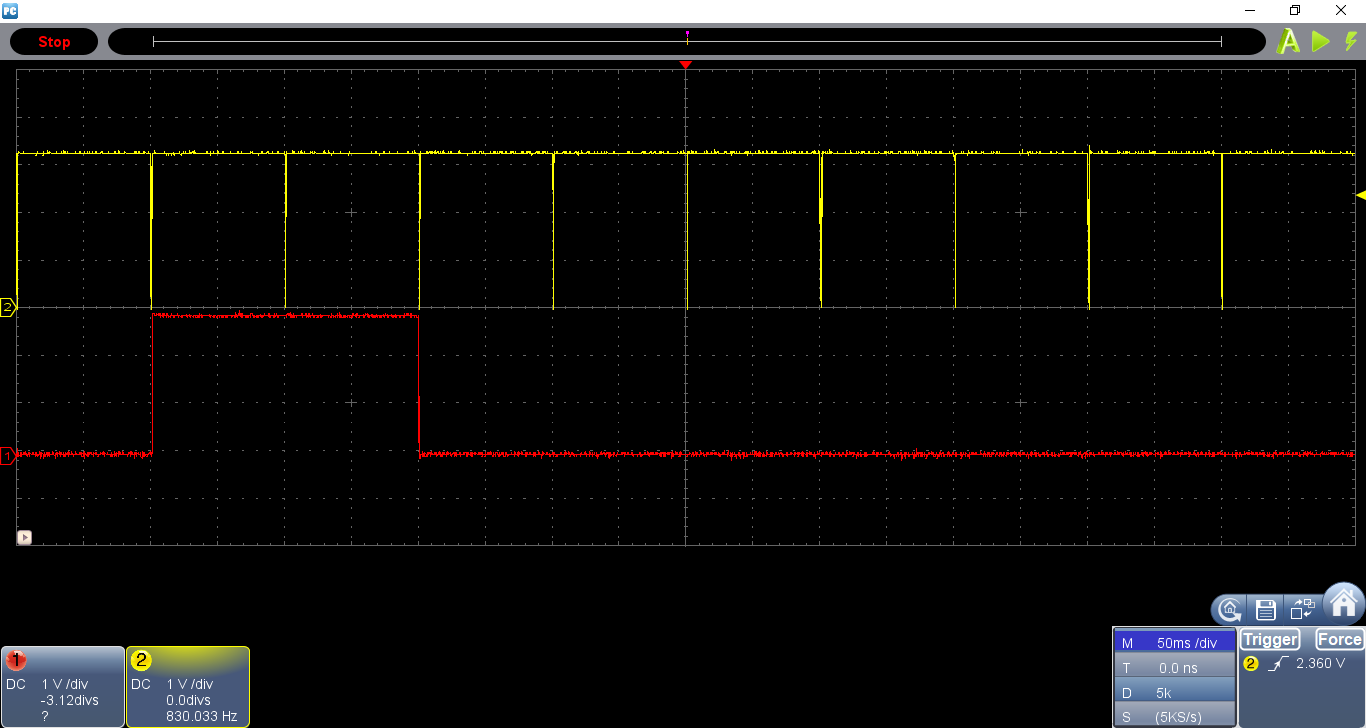 PC
Stop
A
2
1
1
DC 1 V /div
-3.12divs
?
2
DC 1 V /div
0.0divs
830.033 Hz
M 50ms /div
T 0.0 ns
D 5k
S (5KS/s)
Trigger Force
2 2.360 V